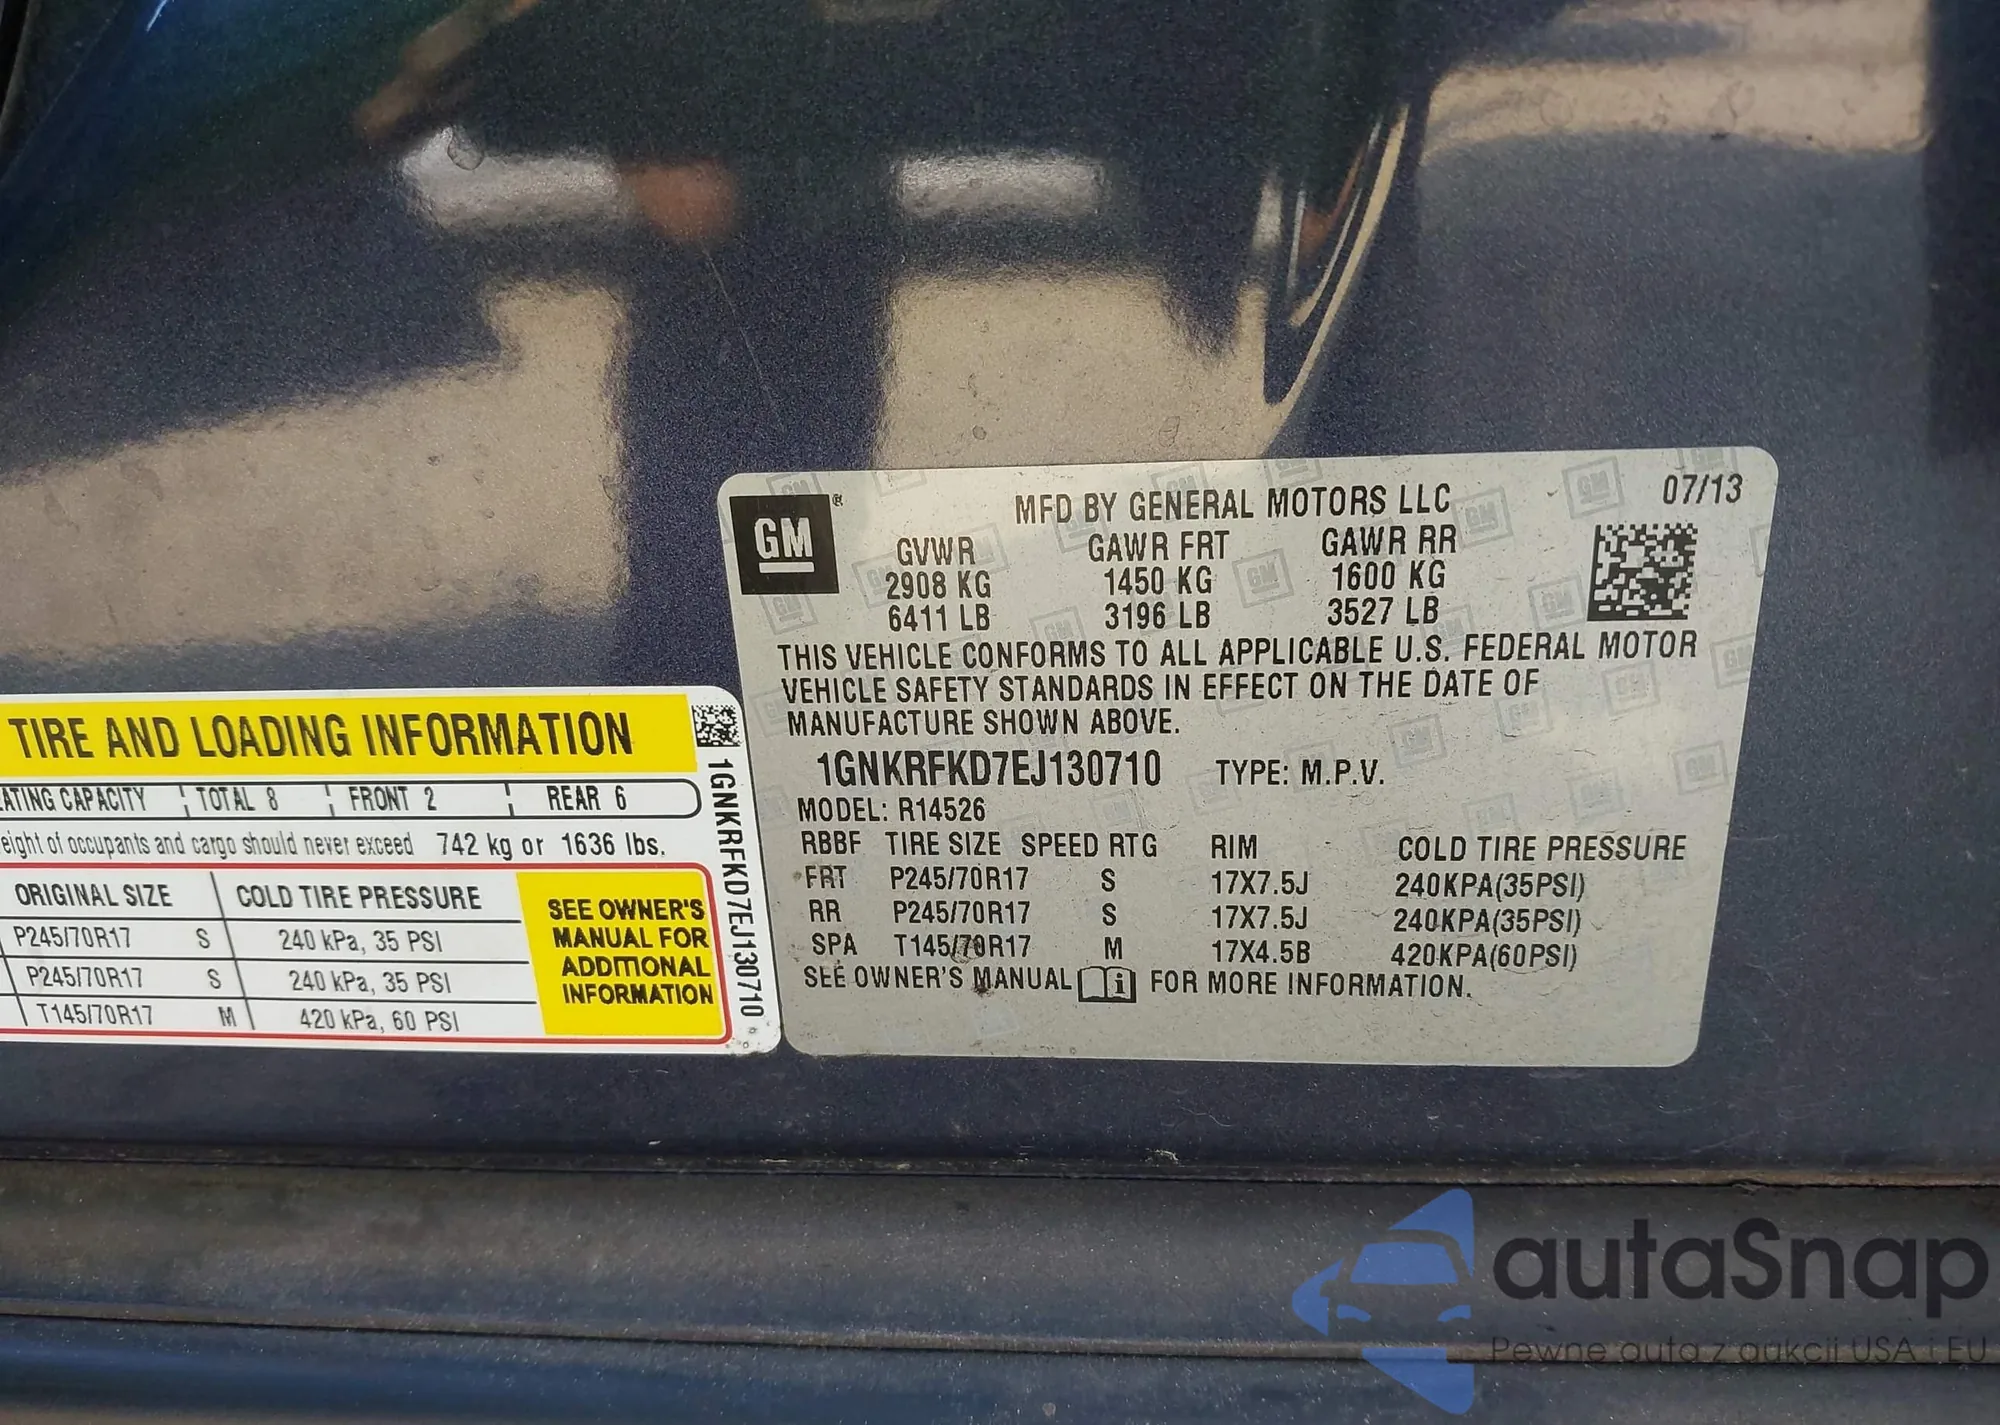 GM ®
MFD BY GENERAL MOTORS LLC
07/13
GVWR GAWR FRT GAWR RR
2908 KG 1450 KG 1600 KG
6411 LB 3196 LB 3527 LB
THIS VEHICLE CONFORMS TO ALL APPLICABLE U.S. FEDERAL MOTOR
VEHICLE SAFETY STANDARDS IN EFFECT ON THE DATE OF
MANUFACTURE SHOWN ABOVE.
1GNKRFKD7EJ130710 TYPE: M.P.V.
MODEL: R14526
RBBF TIRE SIZE SPEED RTG RIM COLD TIRE PRESSURE
FRT P245/70R17 S 17X7.5J 240KPA(35PSI)
RR P245/70R17 S 17X7.5J 240KPA(35PSI)
SPA T145/70R17 M 17X4.5B 420KPA(60PSI)
SEE OWNER'S MANUAL i FOR MORE INFORMATION.
TIRE AND LOADING INFORMATION
ATING CAPACITY TOTAL 8 FRONT 2 REAR 6
eight of occupants and cargo should never exceed 742 kg or 1636 lbs.
ORIGINAL SIZE COLD TIRE PRESSURE
P245/70R17 S 240 kPa, 35 PSI
P245/70R17 S 240 kPa, 35 PSI
T145/70R17 M 420 kPa, 60 PSI
SEE OWNER'S
MANUAL FOR
ADDITIONAL
INFORMATION
1GNKRFKD7EJ130710
autoSnap
Pewne auta z aukcji USA i EU